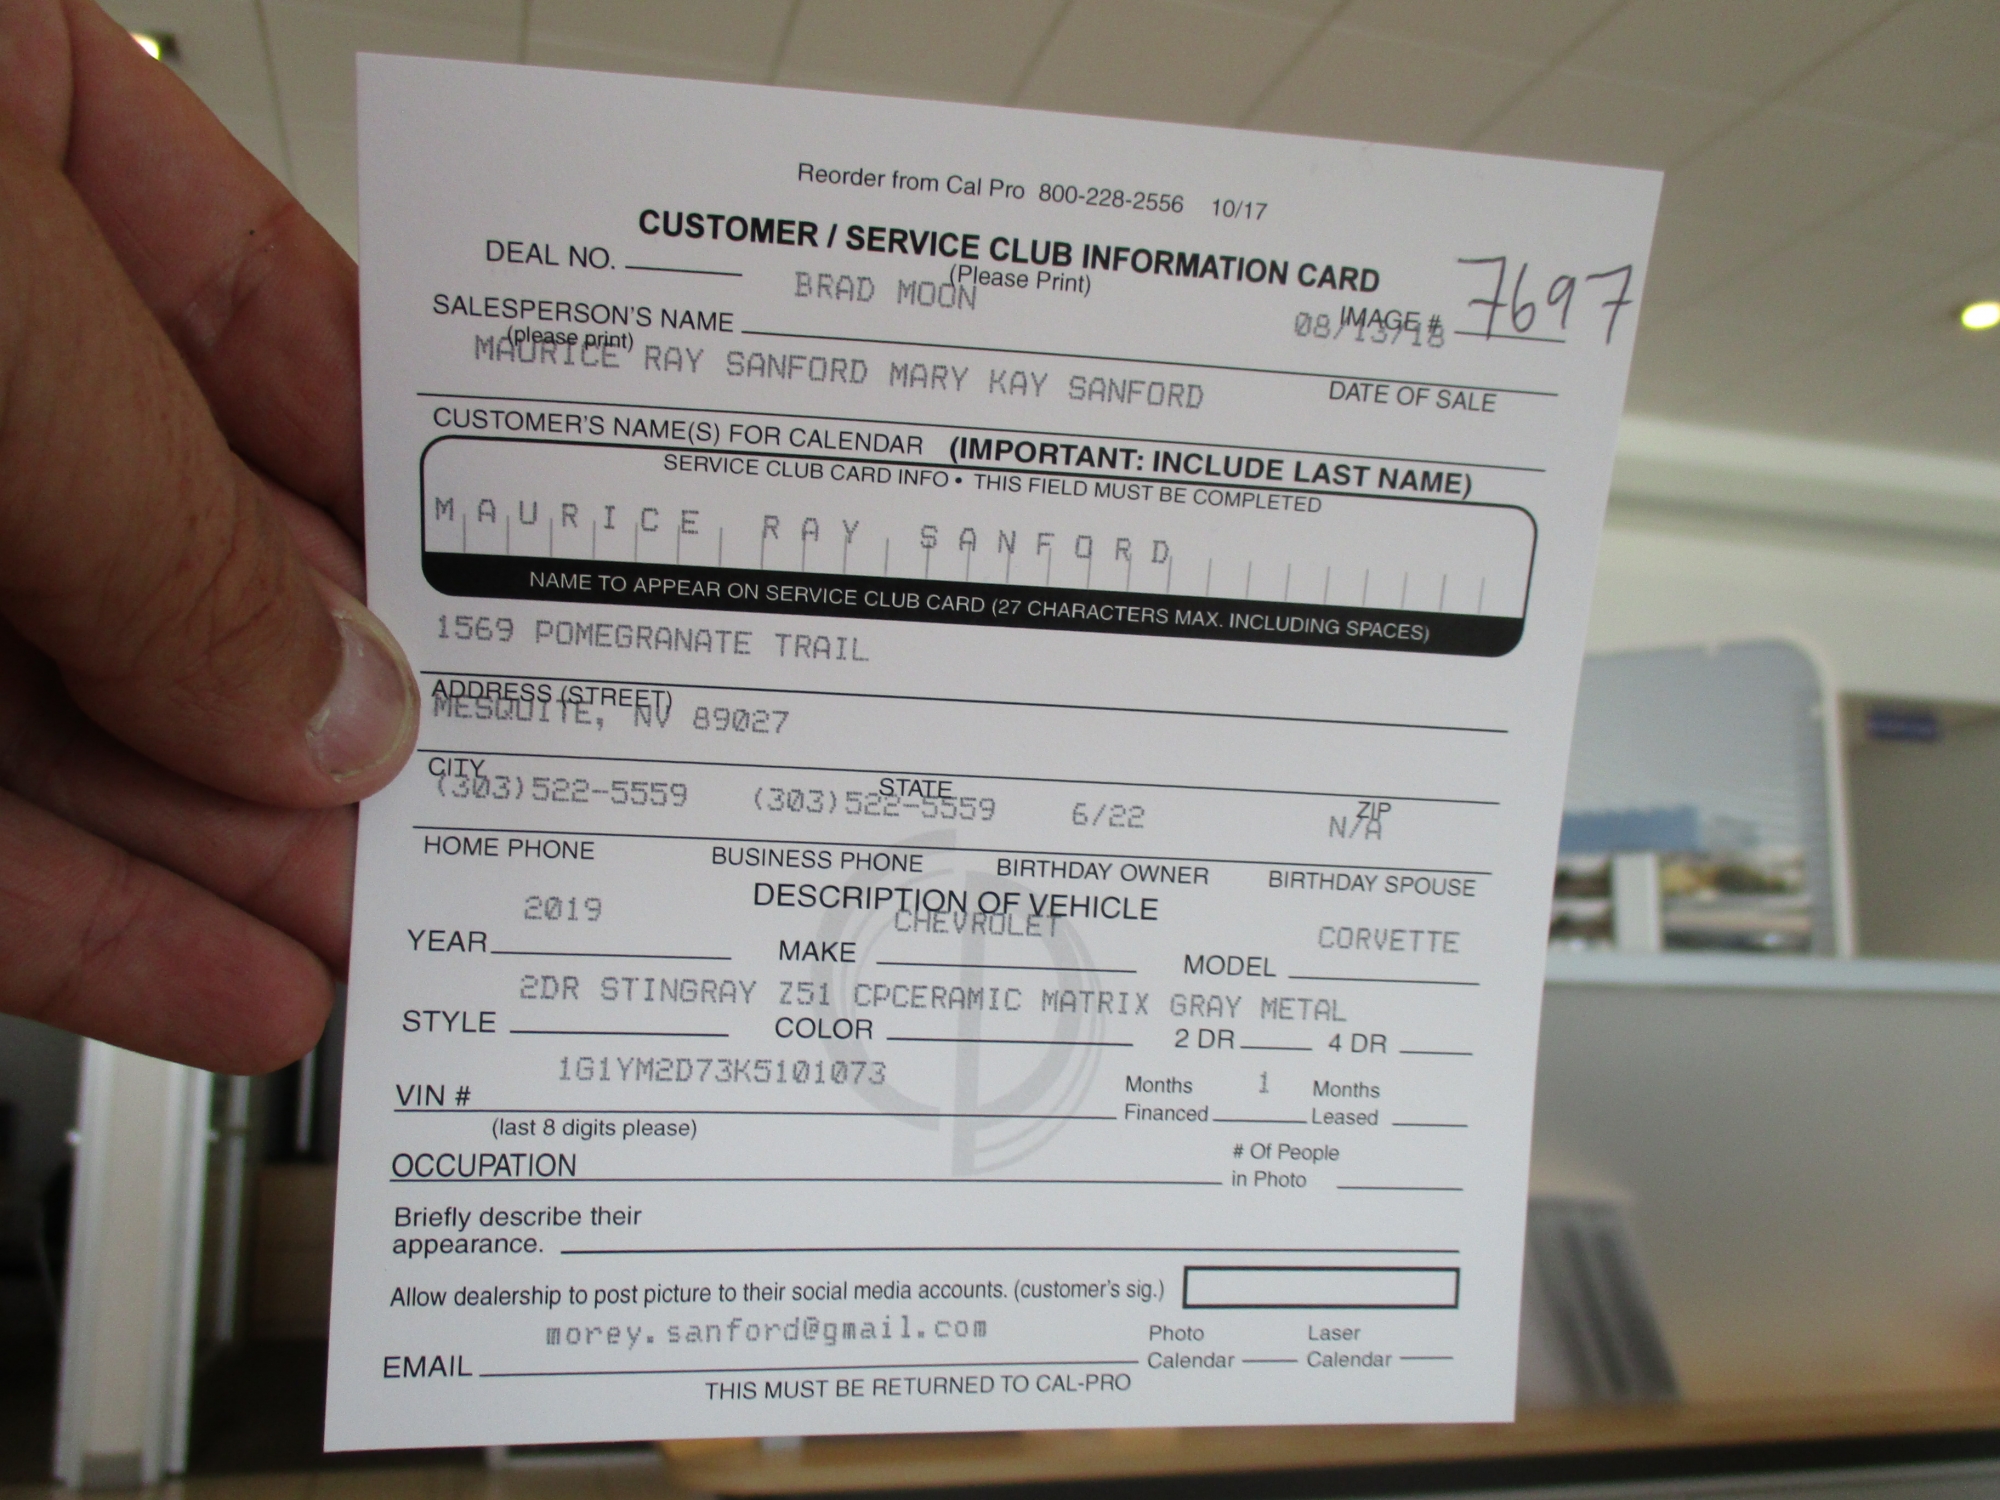 Reorder from Cal Pro 800-228-2556 10/17
CUSTOMER / SERVICE CLUB INFORMATION CARD
(Please Print)
DEAL NO.
BRAD MOON
IMAGE # 7697
SALESPERSON'S NAME
(please print)
08/13/18
DATE OF SALE
MAURICE RAY SANFORD MARY KAY SANFORD
CUSTOMER'S NAME(S) FOR CALENDAR (IMPORTANT: INCLUDE LAST NAME)
SERVICE CLUB CARD INFO • THIS FIELD MUST BE COMPLETED
MAURICE RAY SANFORD
NAME TO APPEAR ON SERVICE CLUB CARD (27 CHARACTERS MAX. INCLUDING SPACES)
1569 POMEGRANATE TRAIL
ADDRESS (STREET)
MESQUITE, NV 89027
CITY STATE ZIP
(303)522-5559 (303)522-5559 6/22 N/A
HOME PHONE BUSINESS PHONE BIRTHDAY OWNER BIRTHDAY SPOUSE
DESCRIPTION OF VEHICLE
2019 CHEVROLET CORVETTE
YEAR MAKE MODEL
2DR STINGRAY Z51 CPCERAMIC MATRIX GRAY METAL
STYLE COLOR 2 DR 4 DR
1G1YM2D73K5101073
VIN #
(last 8 digits please)
Months 1 Months
Financed Leased
OCCUPATION
# Of People
in Photo
Briefly describe their
appearance.
Allow dealership to post picture to their social media accounts. (customer's sig.)
morey.sanford@gmail.com
EMAIL
Photo Laser
Calendar Calendar
THIS MUST BE RETURNED TO CAL-PRO